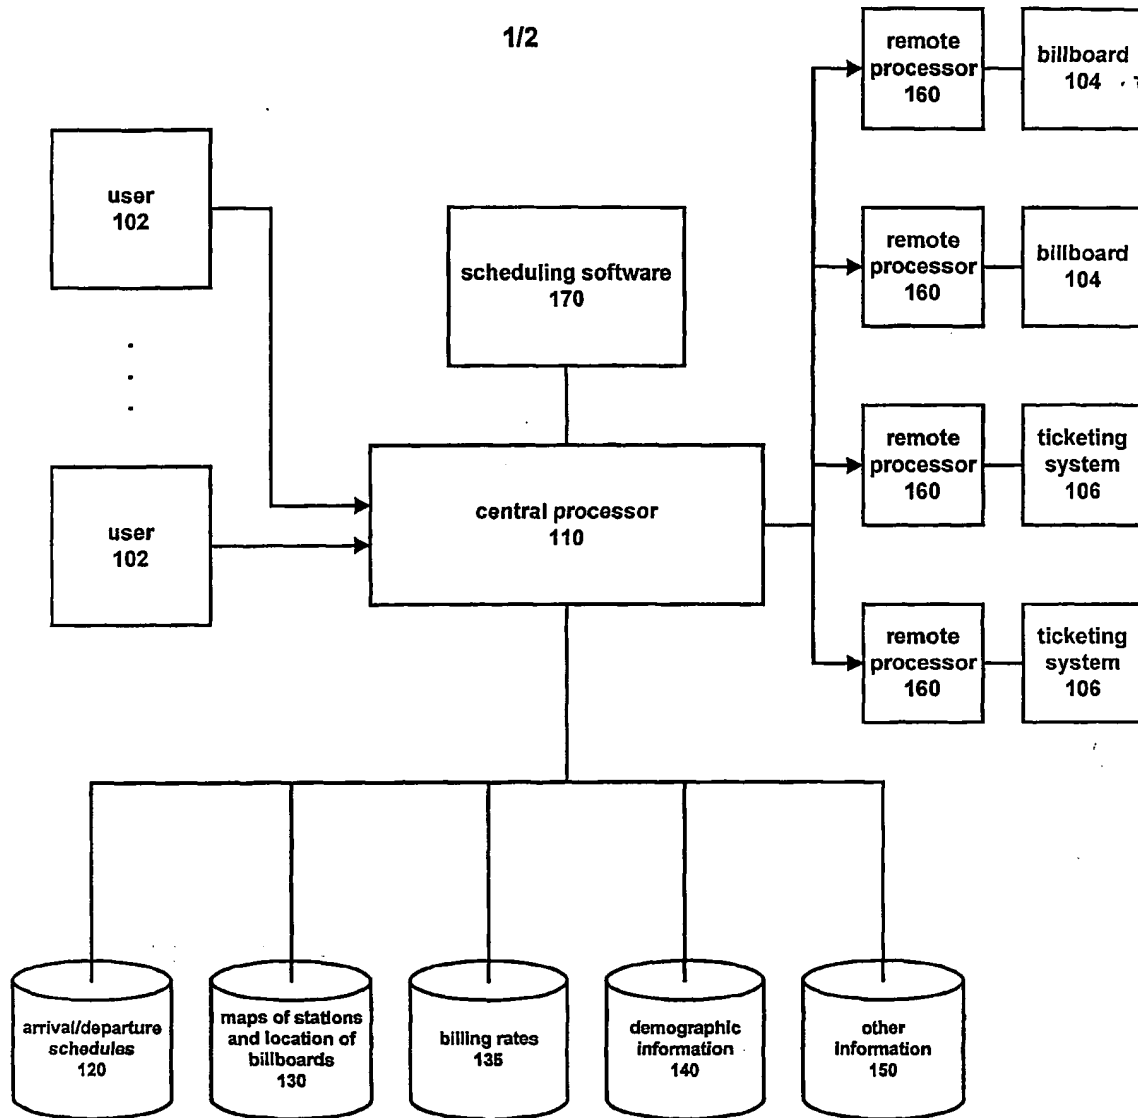 1/2
user
102
user
102
scheduling software
170
central processor
110
remote
processor
160
billboard
104
remote
processor
160
billboard
104
remote
processor
160
ticketing
system
106
remote
processor
160
ticketing
system
106
arrival/departure
schedules
120
maps of stations
and location of
billboards
130
billing rates
135
demographic
information
140
other
information
150